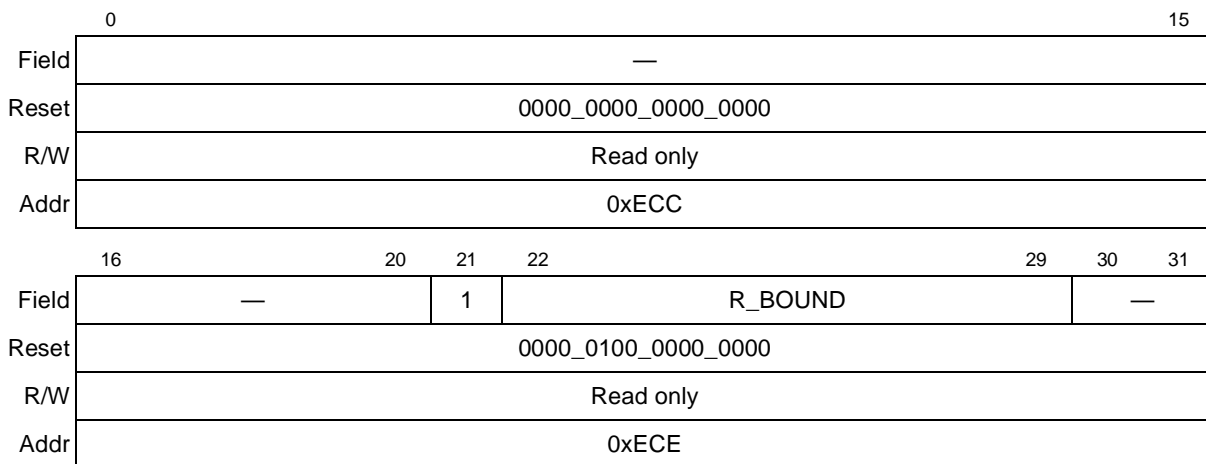 0 15
Field —
Reset 0000_0000_0000_0000
R/W Read only
Addr 0xECC
16 20 21 22 29 30 31
Field — 1 R_BOUND —
Reset 0000_0100_0000_0000
R/W Read only
Addr 0xECE